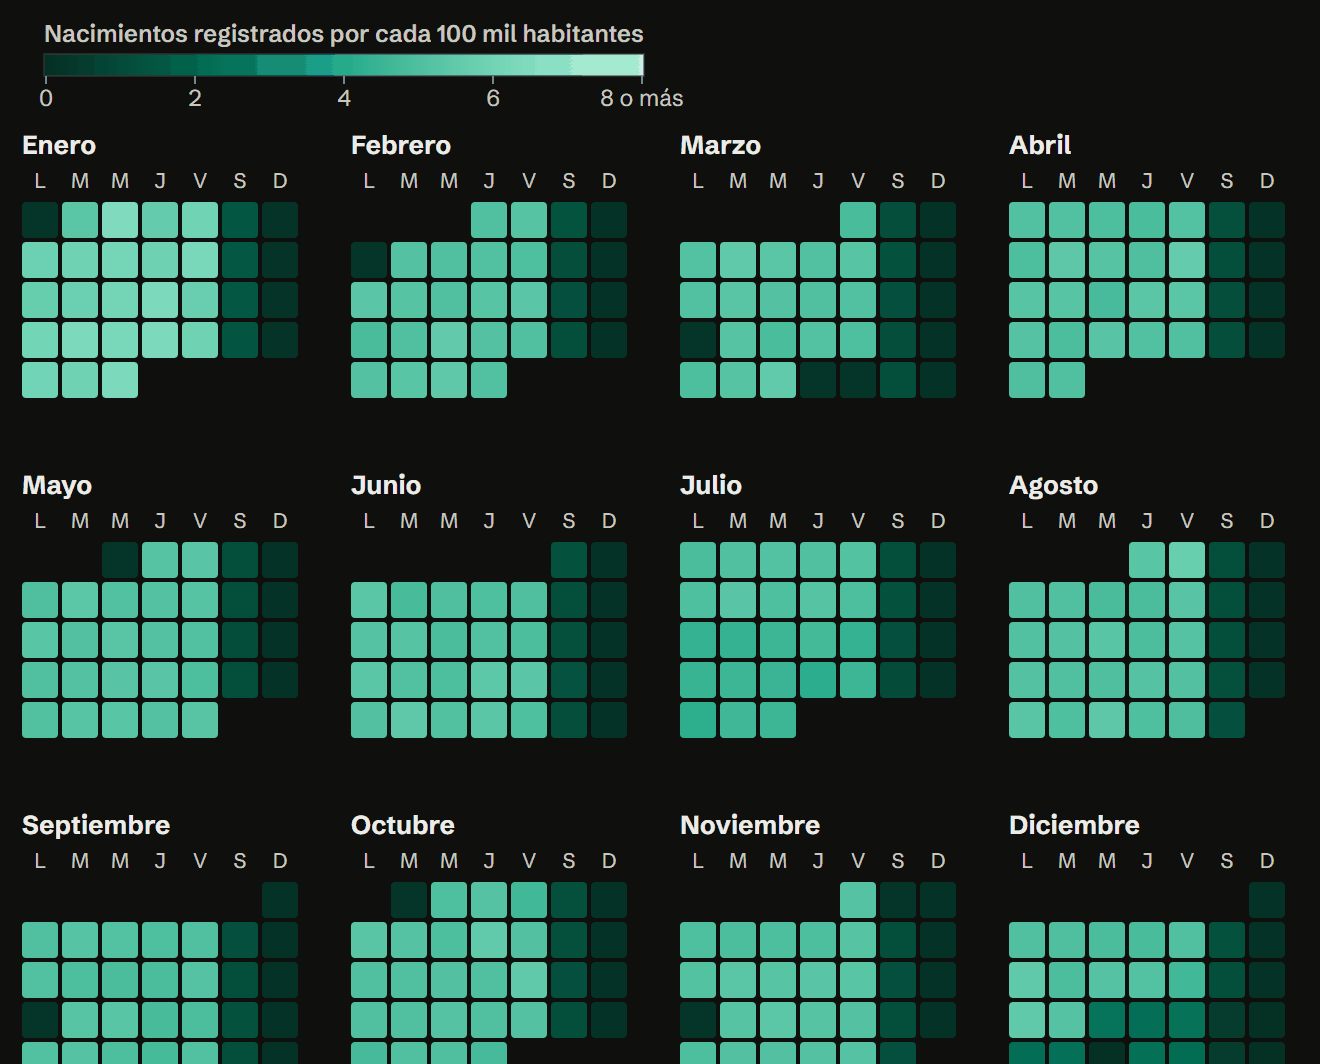 Nacimientos registrados por cada 100 mil habitantes
0 2 4 6 8 o más
Enero Febrero Marzo Abril
L M M J V S D L M M J V S D L M M J V S D L M M J V S D
Mayo Junio Julio Agosto
L M M J V S D L M M J V S D L M M J V S D L M M J V S D
Septiembre Octubre Noviembre Diciembre
L M M J V S D L M M J V S D L M M J V S D L M M J V S D